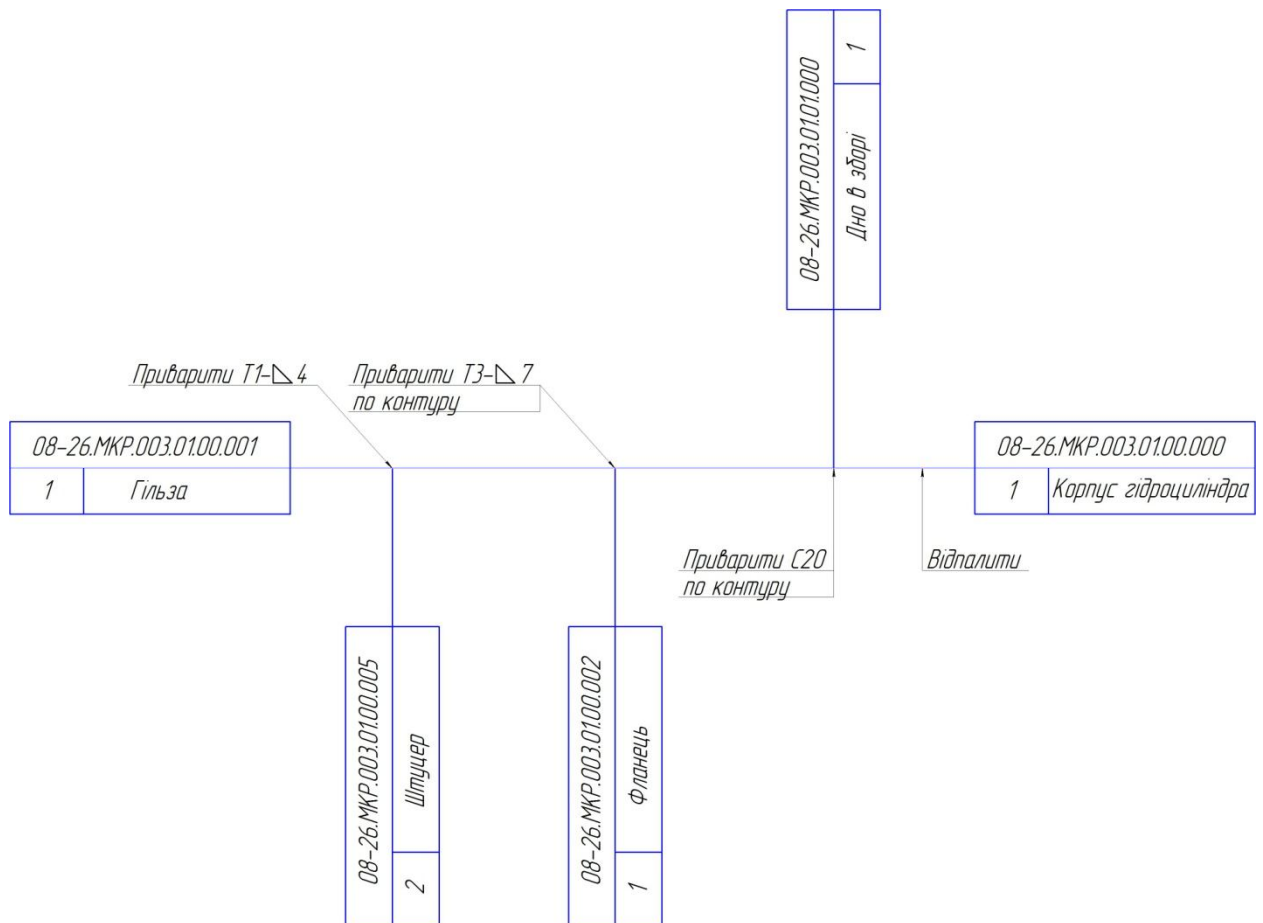 08-26.МКР.003.01.01.000
1
Дно в зборі
Приварити Т1-⊿4
Приварити Т3-⊿7
по контуру
08-26.МКР.003.01.00.001
1
Гільза
08-26.МКР.003.01.00.000
1
Корпус гідроциліндра
Приварити С20
по контуру
Відпалити
08-26.МКР.003.01.00.005
2
Штуцер
08-26.МКР.003.01.00.002
1
Фланець